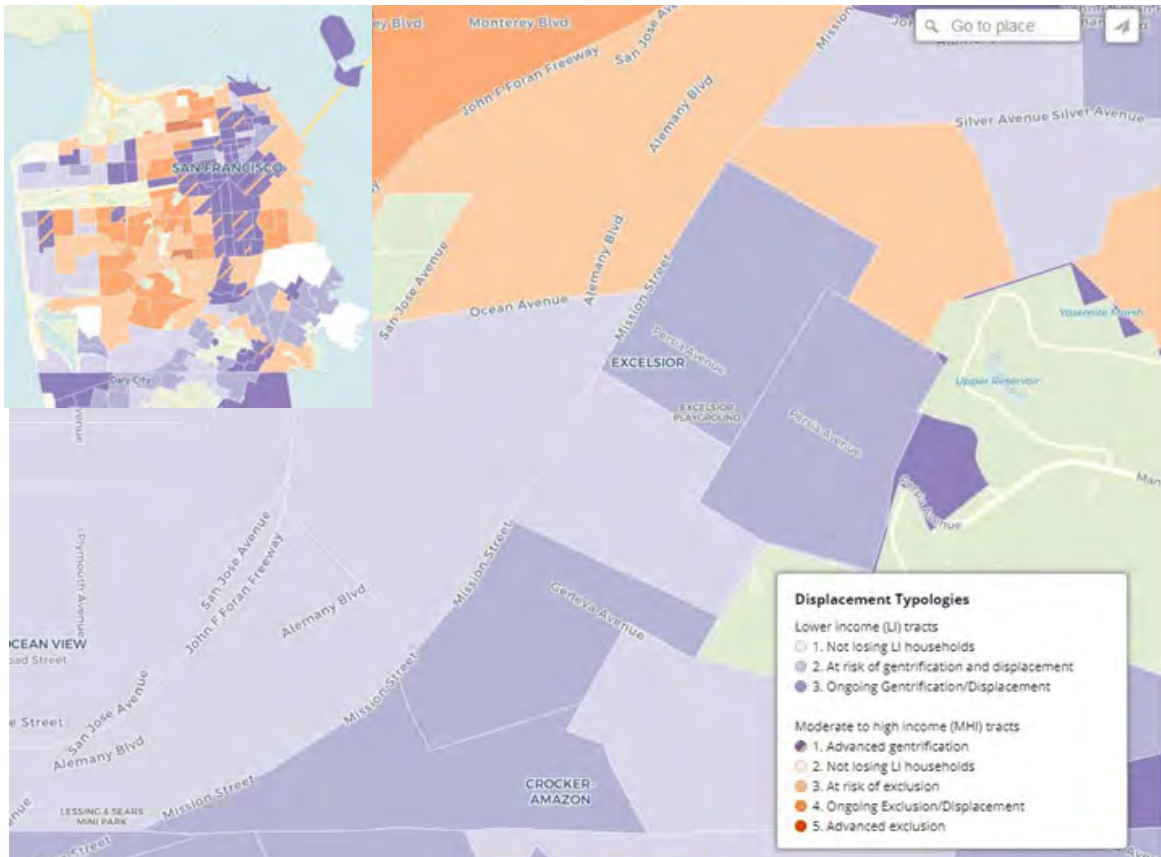 SAN FRANCISCO
Daly City
Monterey Blvd
San Jose
John F Foran Freeway
Alemany Blvd
Mission
Go to place
Silver Avenue Silver Avenue
San Jose Avenue
Ocean Avenue
Alemany Blvd
Mission Street
Persia Avenue
EXCELSIOR
EXCELSIOR
PLAYGROUND
Persia Avenue
Yosemite Marsh
Upper Reservoir
Plymouth Avenue
San Jose Avenue
John F Foran Freeway
Alemany Blvd
Mission Street
Geneva Avenue
OCEAN VIEW
San Jose Avenue
Alemany Blvd
Mission Street
Mission Street
LESSING & SEARS
MINI PARK
CROCKER-
AMAZON
Displacement Typologies
Lower income (LI) tracts
1. Not losing LI households
2. At risk of gentrification and displacement
3. Ongoing Gentrification/Displacement
Moderate to high income (MHI) tracts
1. Advanced gentrification
2. Not losing LI households
3. At risk of exclusion
4. Ongoing Exclusion/Displacement
5. Advanced exclusion